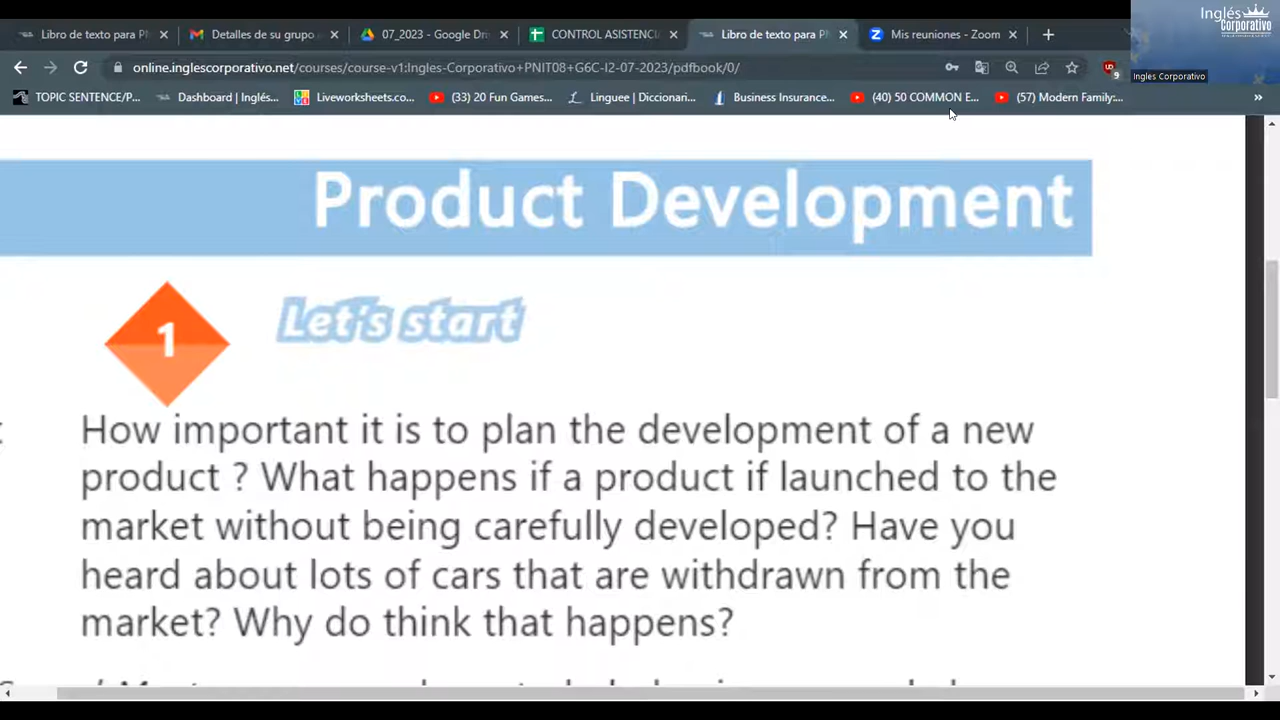 Libro de texto para PN
Detalles de su grupo
07_2023 - Google Dri
CONTROL ASISTENCI
Libro de texto para PN
Mis reuniones - Zoom
Inglés
Corporativo
Ingles Corporativo
online.inglescorporativo.net/courses/course-v1:Ingles-Corporativo+PNIT08+G6C-I2-07-2023/pdfbook/0/
9
TOPIC SENTENCE/P...
Dashboard | Inglés...
Liveworksheets.co...
(33) 20 Fun Games...
Linguee | Diccionari...
Business Insurance...
(40) 50 COMMON E...
(57) Modern Family:...
»
Product Development
1
Let's start
How important it is to plan the development of a new
product ? What happens if a product if launched to the
market without being carefully developed? Have you
heard about lots of cars that are withdrawn from the
market? Why do think that happens?